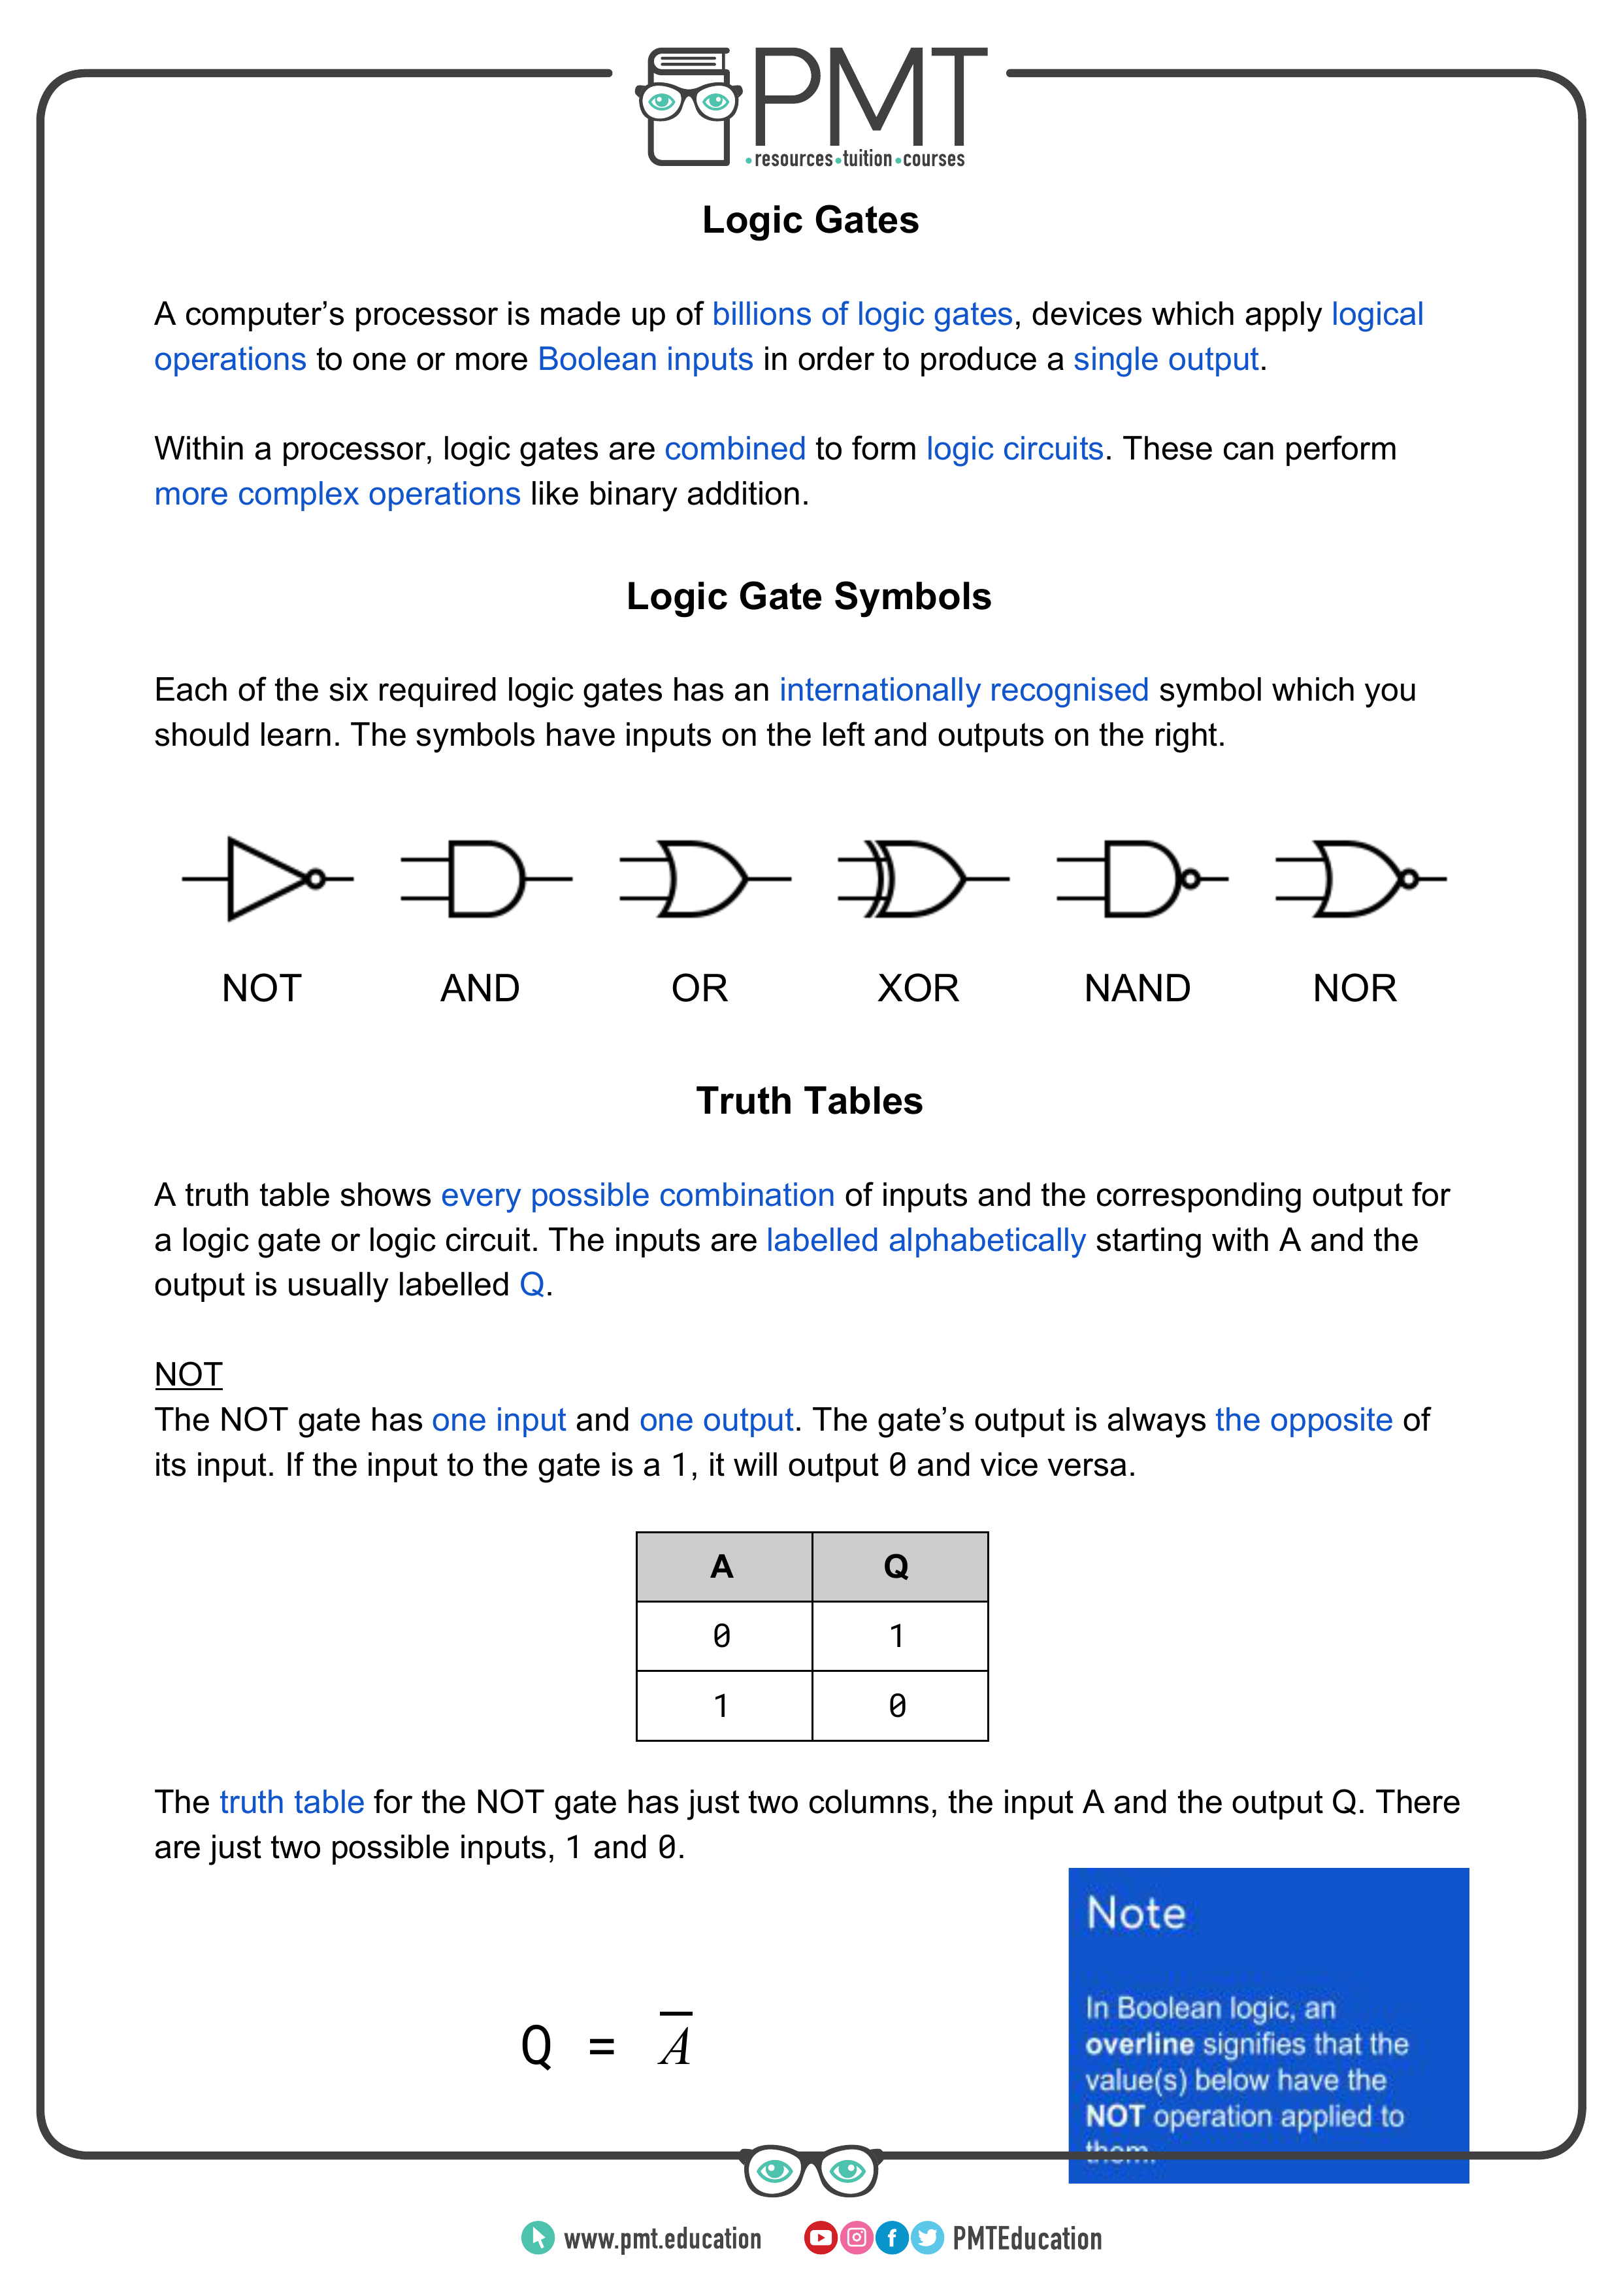 PMT
•resources•tuition•courses
Logic Gates
A computer’s processor is made up of billions of logic gates, devices which apply logical
operations to one or more Boolean inputs in order to produce a single output.
Within a processor, logic gates are combined to form logic circuits. These can perform
more complex operations like binary addition.
Logic Gate Symbols
Each of the six required logic gates has an internationally recognised symbol which you
should learn. The symbols have inputs on the left and outputs on the right.
NOT AND OR XOR NAND NOR
Truth Tables
A truth table shows every possible combination of inputs and the corresponding output for
a logic gate or logic circuit. The inputs are labelled alphabetically starting with A and the
output is usually labelled Q.
NOT
The NOT gate has one input and one output. The gate’s output is always the opposite of
its input. If the input to the gate is a 1, it will output 0 and vice versa.
A Q
0 1
1 0
The truth table for the NOT gate has just two columns, the input A and the output Q. There
are just two possible inputs, 1 and 0.
Q = A̅
Note
In Boolean logic, an
overline signifies that the
value(s) below have the
NOT operation applied to
them.
www.pmt.education PMTEducation